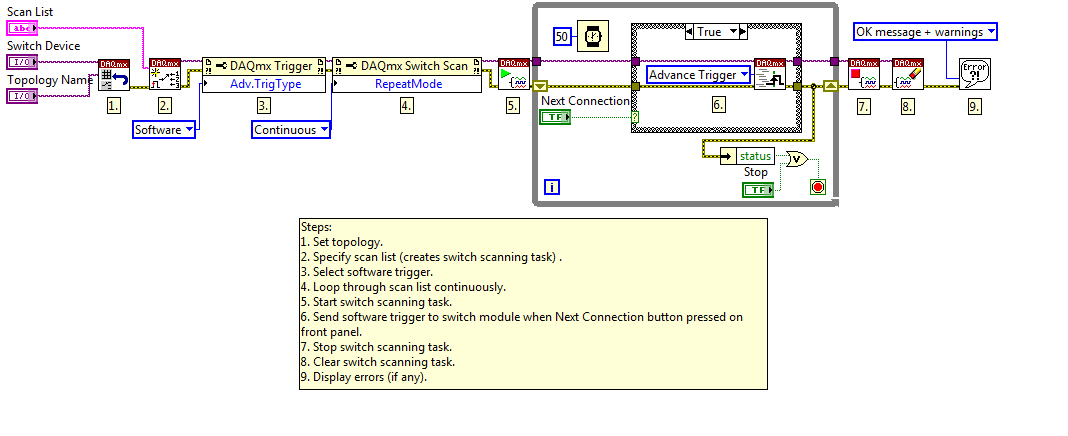 Scan List
abc
Switch Device
I/O
Topology Name
I/O
DAQmx
1.
DAQmx
2.
DAQmx Trigger
Adv.TrigType
3.
Software
DAQmx Switch Scan
RepeatMode
4.
Continuous
DAQmx
5.
50
Next Connection
TF
?
True
Advance Trigger
DAQmx
6.
status
V
Stop
TF
i
DAQmx
7.
DAQmx
8.
OK message + warnings
Error
?!
9.
Steps:
1. Set topology.
2. Specify scan list (creates switch scanning task) .
3. Select software trigger.
4. Loop through scan list continuously.
5. Start switch scanning task.
6. Send software trigger to switch module when Next Connection button pressed on
front panel.
7. Stop switch scanning task.
8. Clear switch scanning task.
9. Display errors (if any).